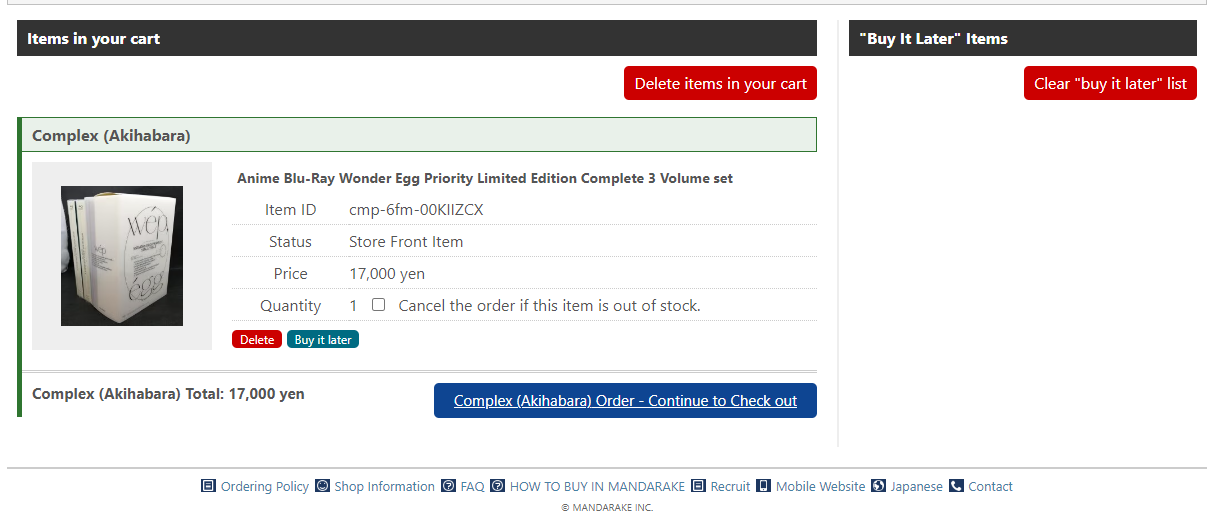 Items in your cart
Delete items in your cart
Complex (Akihabara)
wép.
égg
Anime Blu-Ray Wonder Egg Priority Limited Edition Complete 3 Volume set
Item ID cmp-6fm-00KIIZCX
Status Store Front Item
Price 17,000 yen
Quantity 1 Cancel the order if this item is out of stock.
Delete Buy it later
Complex (Akihabara) Total: 17,000 yen
Complex (Akihabara) Order - Continue to Check out
"Buy It Later" Items
Clear "buy it later" list
Ordering Policy Shop Information FAQ HOW TO BUY IN MANDARAKE Recruit Mobile Website Japanese Contact
© MANDARAKE INC.